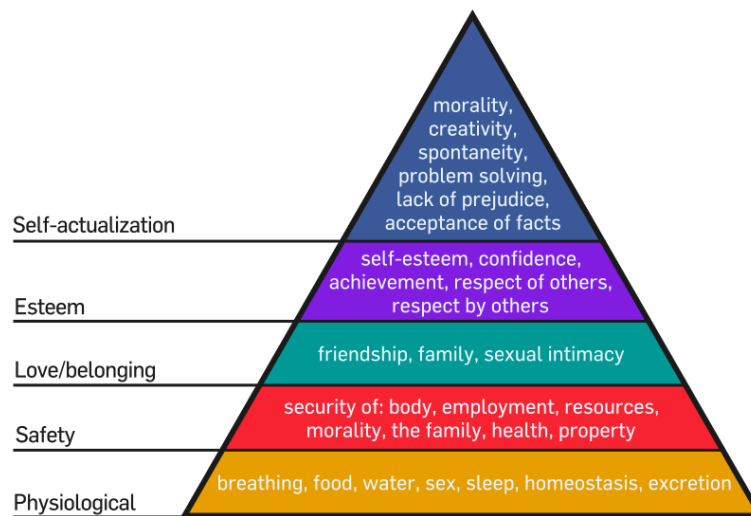 morality,
creativity,
spontaneity,
problem solving,
lack of prejudice,
acceptance of facts
Self-actualization
self-esteem, confidence,
achievement, respect of others,
respect by others
Esteem
friendship, family, sexual intimacy
Love/belonging
security of: body, employment, resources,
morality, the family, health, property
Safety
breathing, food, water, sex, sleep, homeostasis, excretion
Physiological